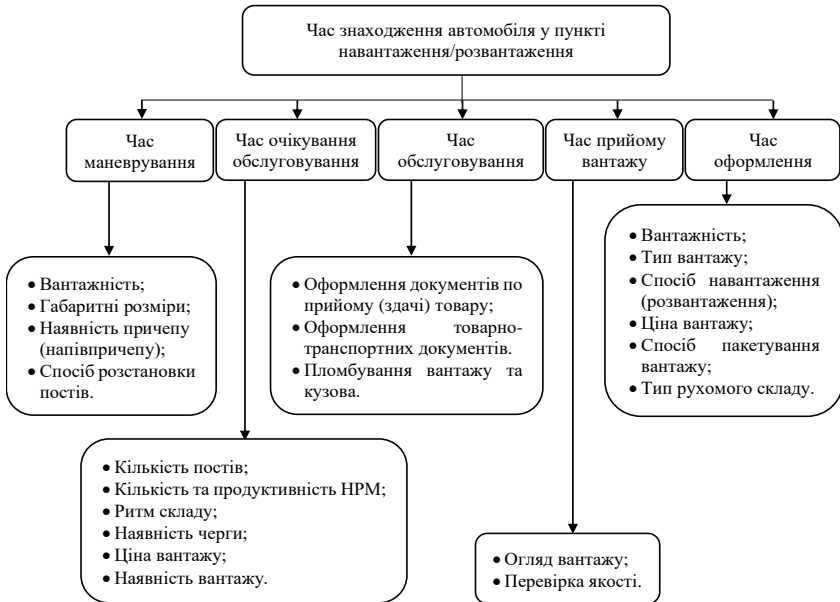 Час знаходження автомобіля у пункті
навантаження/розвантаження
Час
маневрування
Час очікування
обслуговування
Час
обслуговування
Час прийому
вантажу
Час
оформлення
• Вантажність;
• Габаритні розміри;
• Наявність причепу
(напівпричепу);
• Спосіб розстановки
постів.
• Оформлення документів по
прийому (здачі) товару;
• Оформлення товарно-
транспортних документів.
• Пломбування вантажу та
кузова.
• Вантажність;
• Тип вантажу;
• Спосіб навантаження
(розвантаження);
• Ціна вантажу;
• Спосіб пакетування
вантажу;
• Тип рухомого складу.
• Кількість постів;
• Кількість та продуктивність НРМ;
• Ритм складу;
• Наявність черги;
• Ціна вантажу;
• Наявність вантажу.
• Огляд вантажу;
• Перевірка якості.